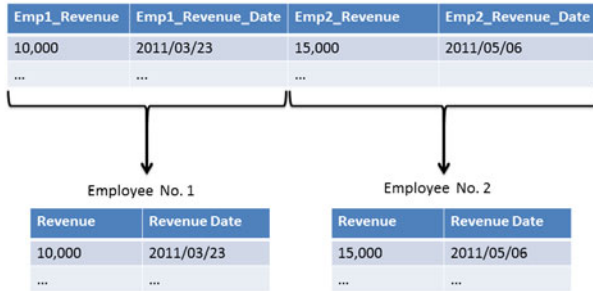 Emp1_Revenue Emp1_Revenue_Date Emp2_Revenue Emp2_Revenue_Date
10,000 2011/03/23 15,000 2011/05/06
... ... ...
Employee No. 1 Employee No. 2
Revenue Revenue Date Revenue Revenue Date
10,000 2011/03/23 15,000 2011/05/06
... ... ... ...